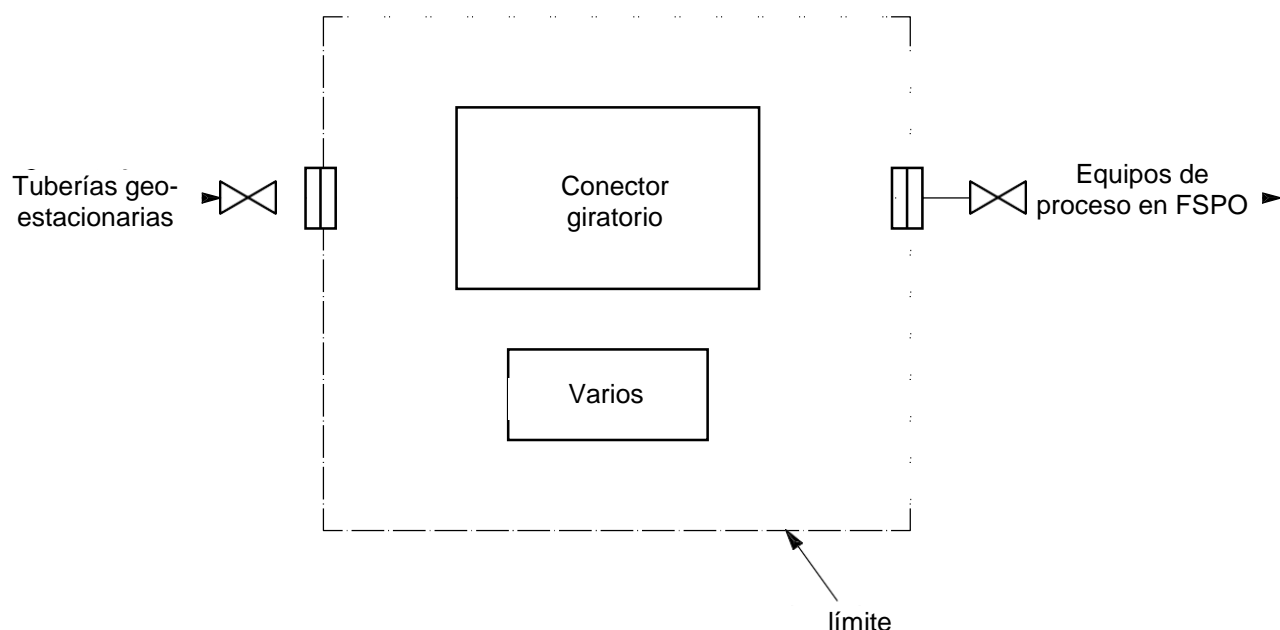 Tuberías geo-
estacionarias
Conector
giratorio
Equipos de
proceso en FSPO
Varios
límite